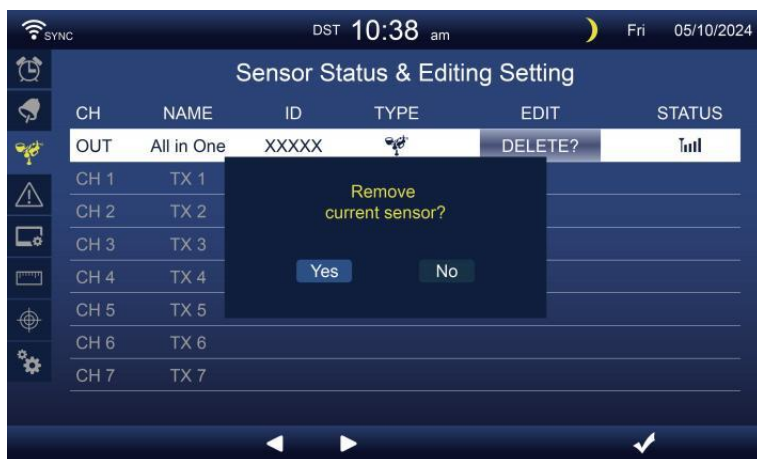 SYNC DST 10:38 am Fri 05/10/2024
Sensor Status & Editing Setting
CH NAME ID TYPE EDIT STATUS
OUT All in One XXXXX DELETE?
CH 1 TX 1
CH 2 TX 2
CH 3 TX 3
CH 4 TX 4
CH 5 TX 5
CH 6 TX 6
CH 7 TX 7
Remove
current sensor?
Yes No